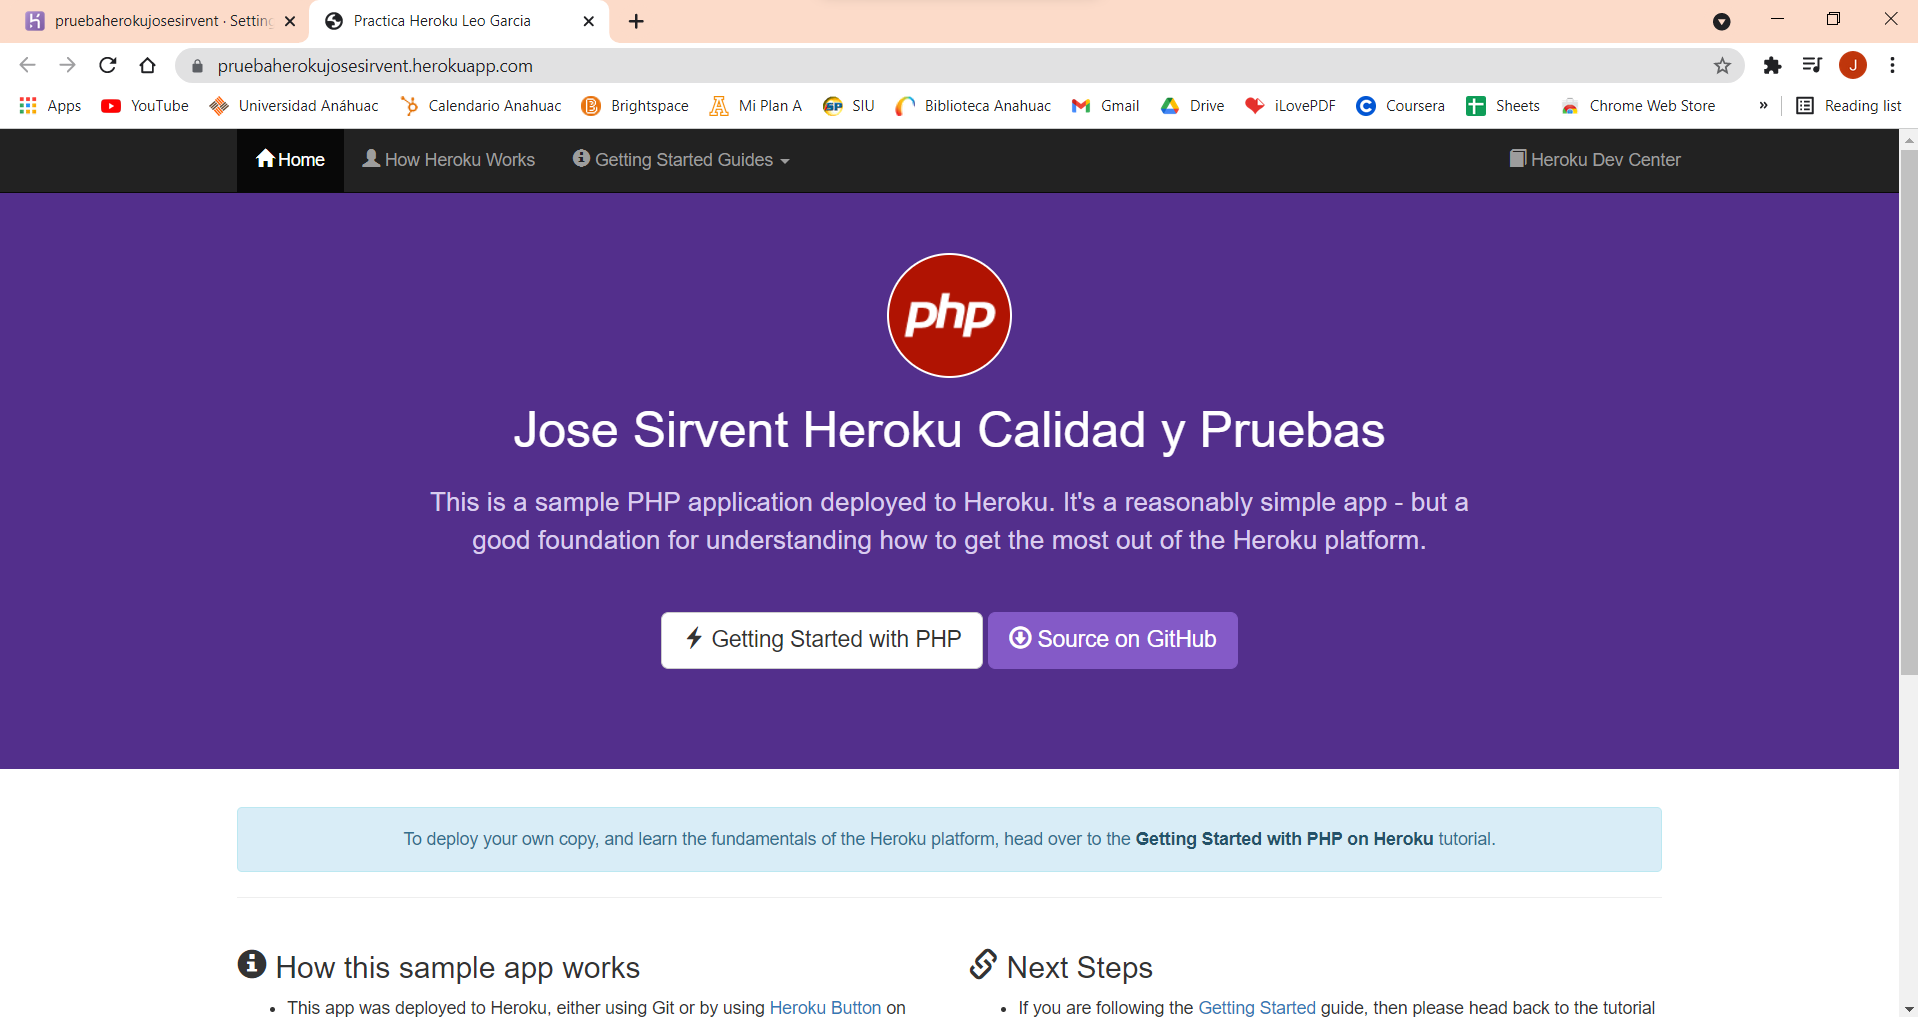 pruebaherokujosesirvent · Setting
Practica Heroku Leo Garcia
pruebaherokujosesirvent.herokuapp.com
J
Apps
YouTube
Universidad Anáhuac
Calendario Anahuac
B
Brightspace
Mi Plan A
SP
SIU
Biblioteca Anahuac
Gmail
Drive
iLovePDF
C
Coursera
Sheets
Chrome Web Store
»
Reading list
Home
How Heroku Works
Getting Started Guides
Heroku Dev Center
php
Jose Sirvent Heroku Calidad y Pruebas
This is a sample PHP application deployed to Heroku. It's a reasonably simple app - but a
good foundation for understanding how to get the most out of the Heroku platform.
Getting Started with PHP
Source on GitHub
To deploy your own copy, and learn the fundamentals of the Heroku platform, head over to the Getting Started with PHP on Heroku tutorial.
How this sample app works
• This app was deployed to Heroku, either using Git or by using Heroku Button on
Next Steps
• If you are following the Getting Started guide, then please head back to the tutorial